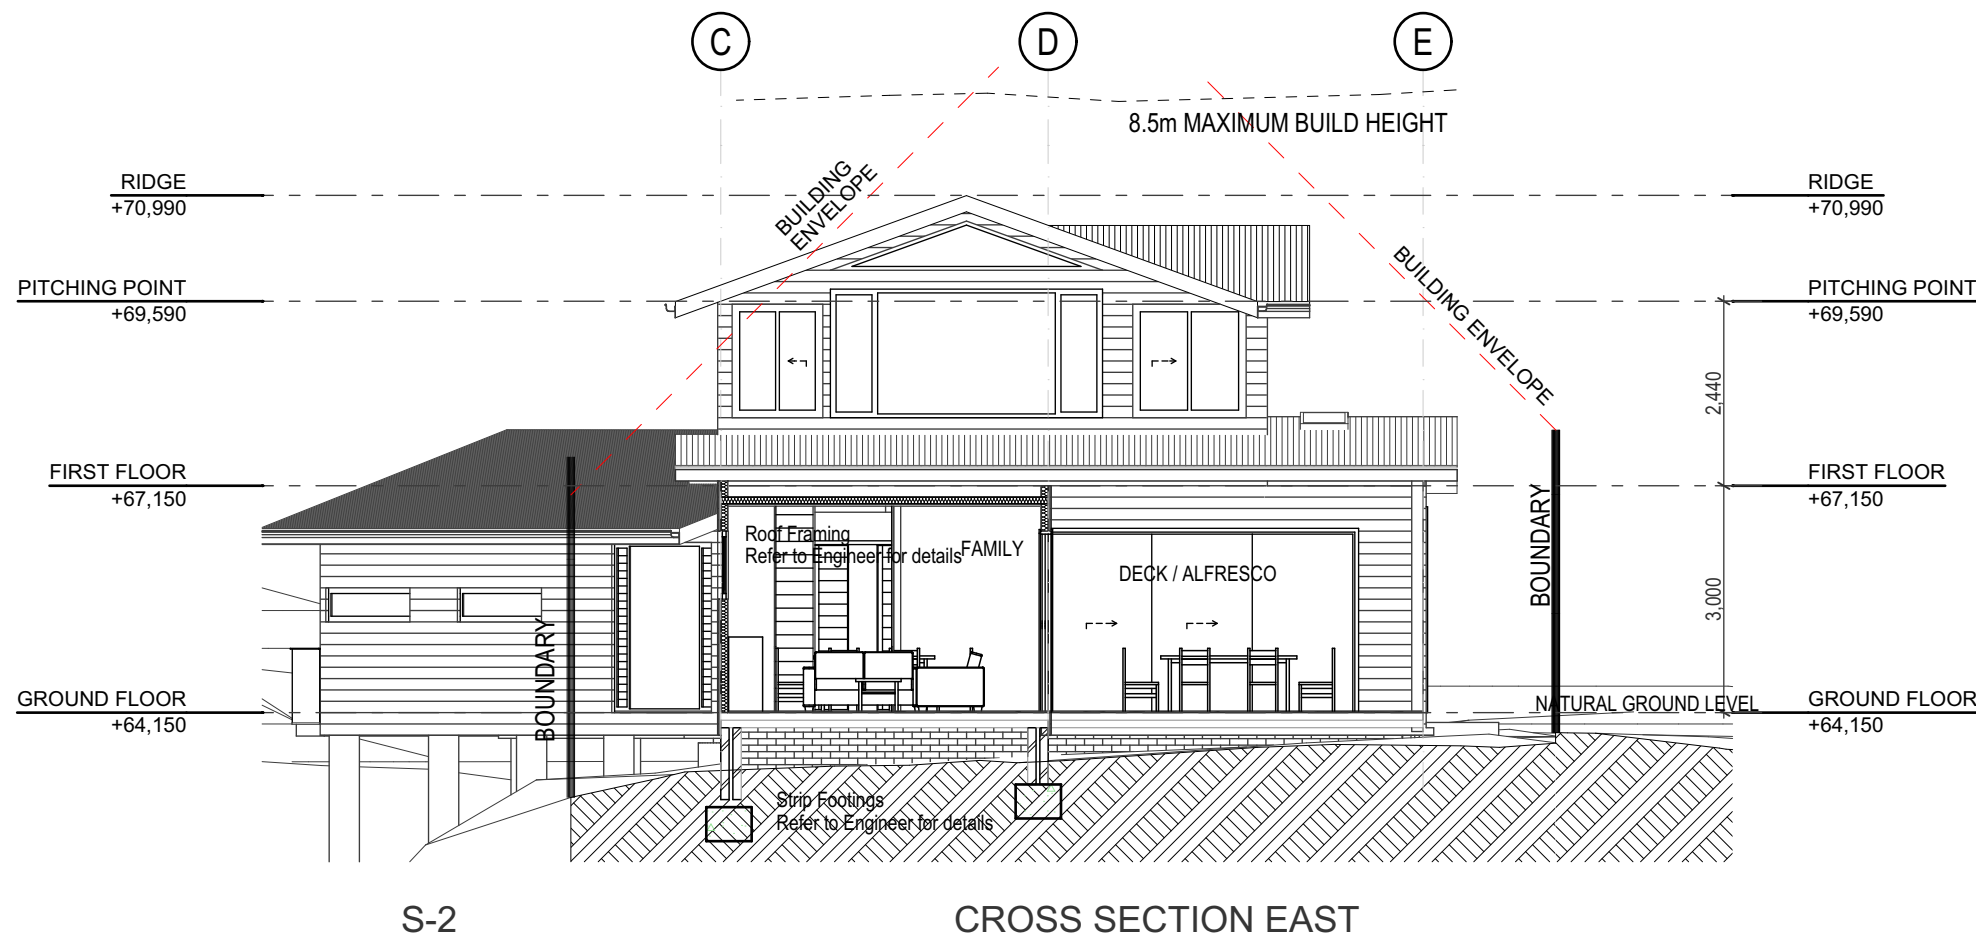 C
D
E
8.5m MAXIMUM BUILD HEIGHT
BUILDING
ENVELOPE
BUILDING ENVELOPE
RIDGE
+70,990
RIDGE
+70,990
PITCHING POINT
+69,590
PITCHING POINT
+69,590
2,440
FIRST FLOOR
+67,150
FIRST FLOOR
+67,150
BOUNDARY
Roof Framing
Refer to Engineer for details
FAMILY
DECK / ALFRESCO
3,000
BOUNDARY
GROUND FLOOR
+64,150
NATURAL GROUND LEVEL
GROUND FLOOR
+64,150
Strip Footings
Refer to Engineer for details
S-2
CROSS SECTION EAST